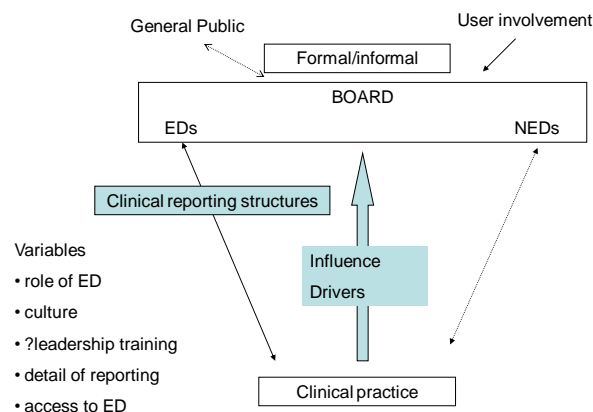 General Public
User involvement
Formal/informal
BOARD
EDs
NEDs
Clinical reporting structures
Influence
Drivers
Variables
• role of ED
• culture
• ?leadership training
• detail of reporting
• access to ED
Clinical practice